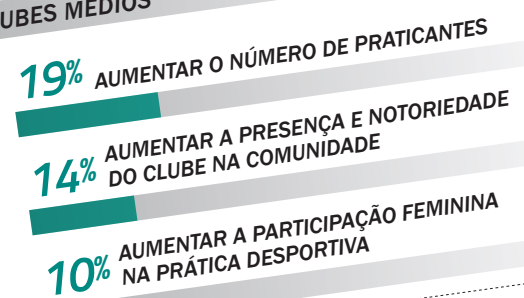 UBES MÉDIOS
19% AUMENTAR O NÚMERO DE PRATICANTES
14% AUMENTAR A PRESENÇA E NOTORIEDADE
DO CLUBE NA COMUNIDADE
10% AUMENTAR A PARTICIPAÇÃO FEMININA
NA PRÁTICA DESPORTIVA